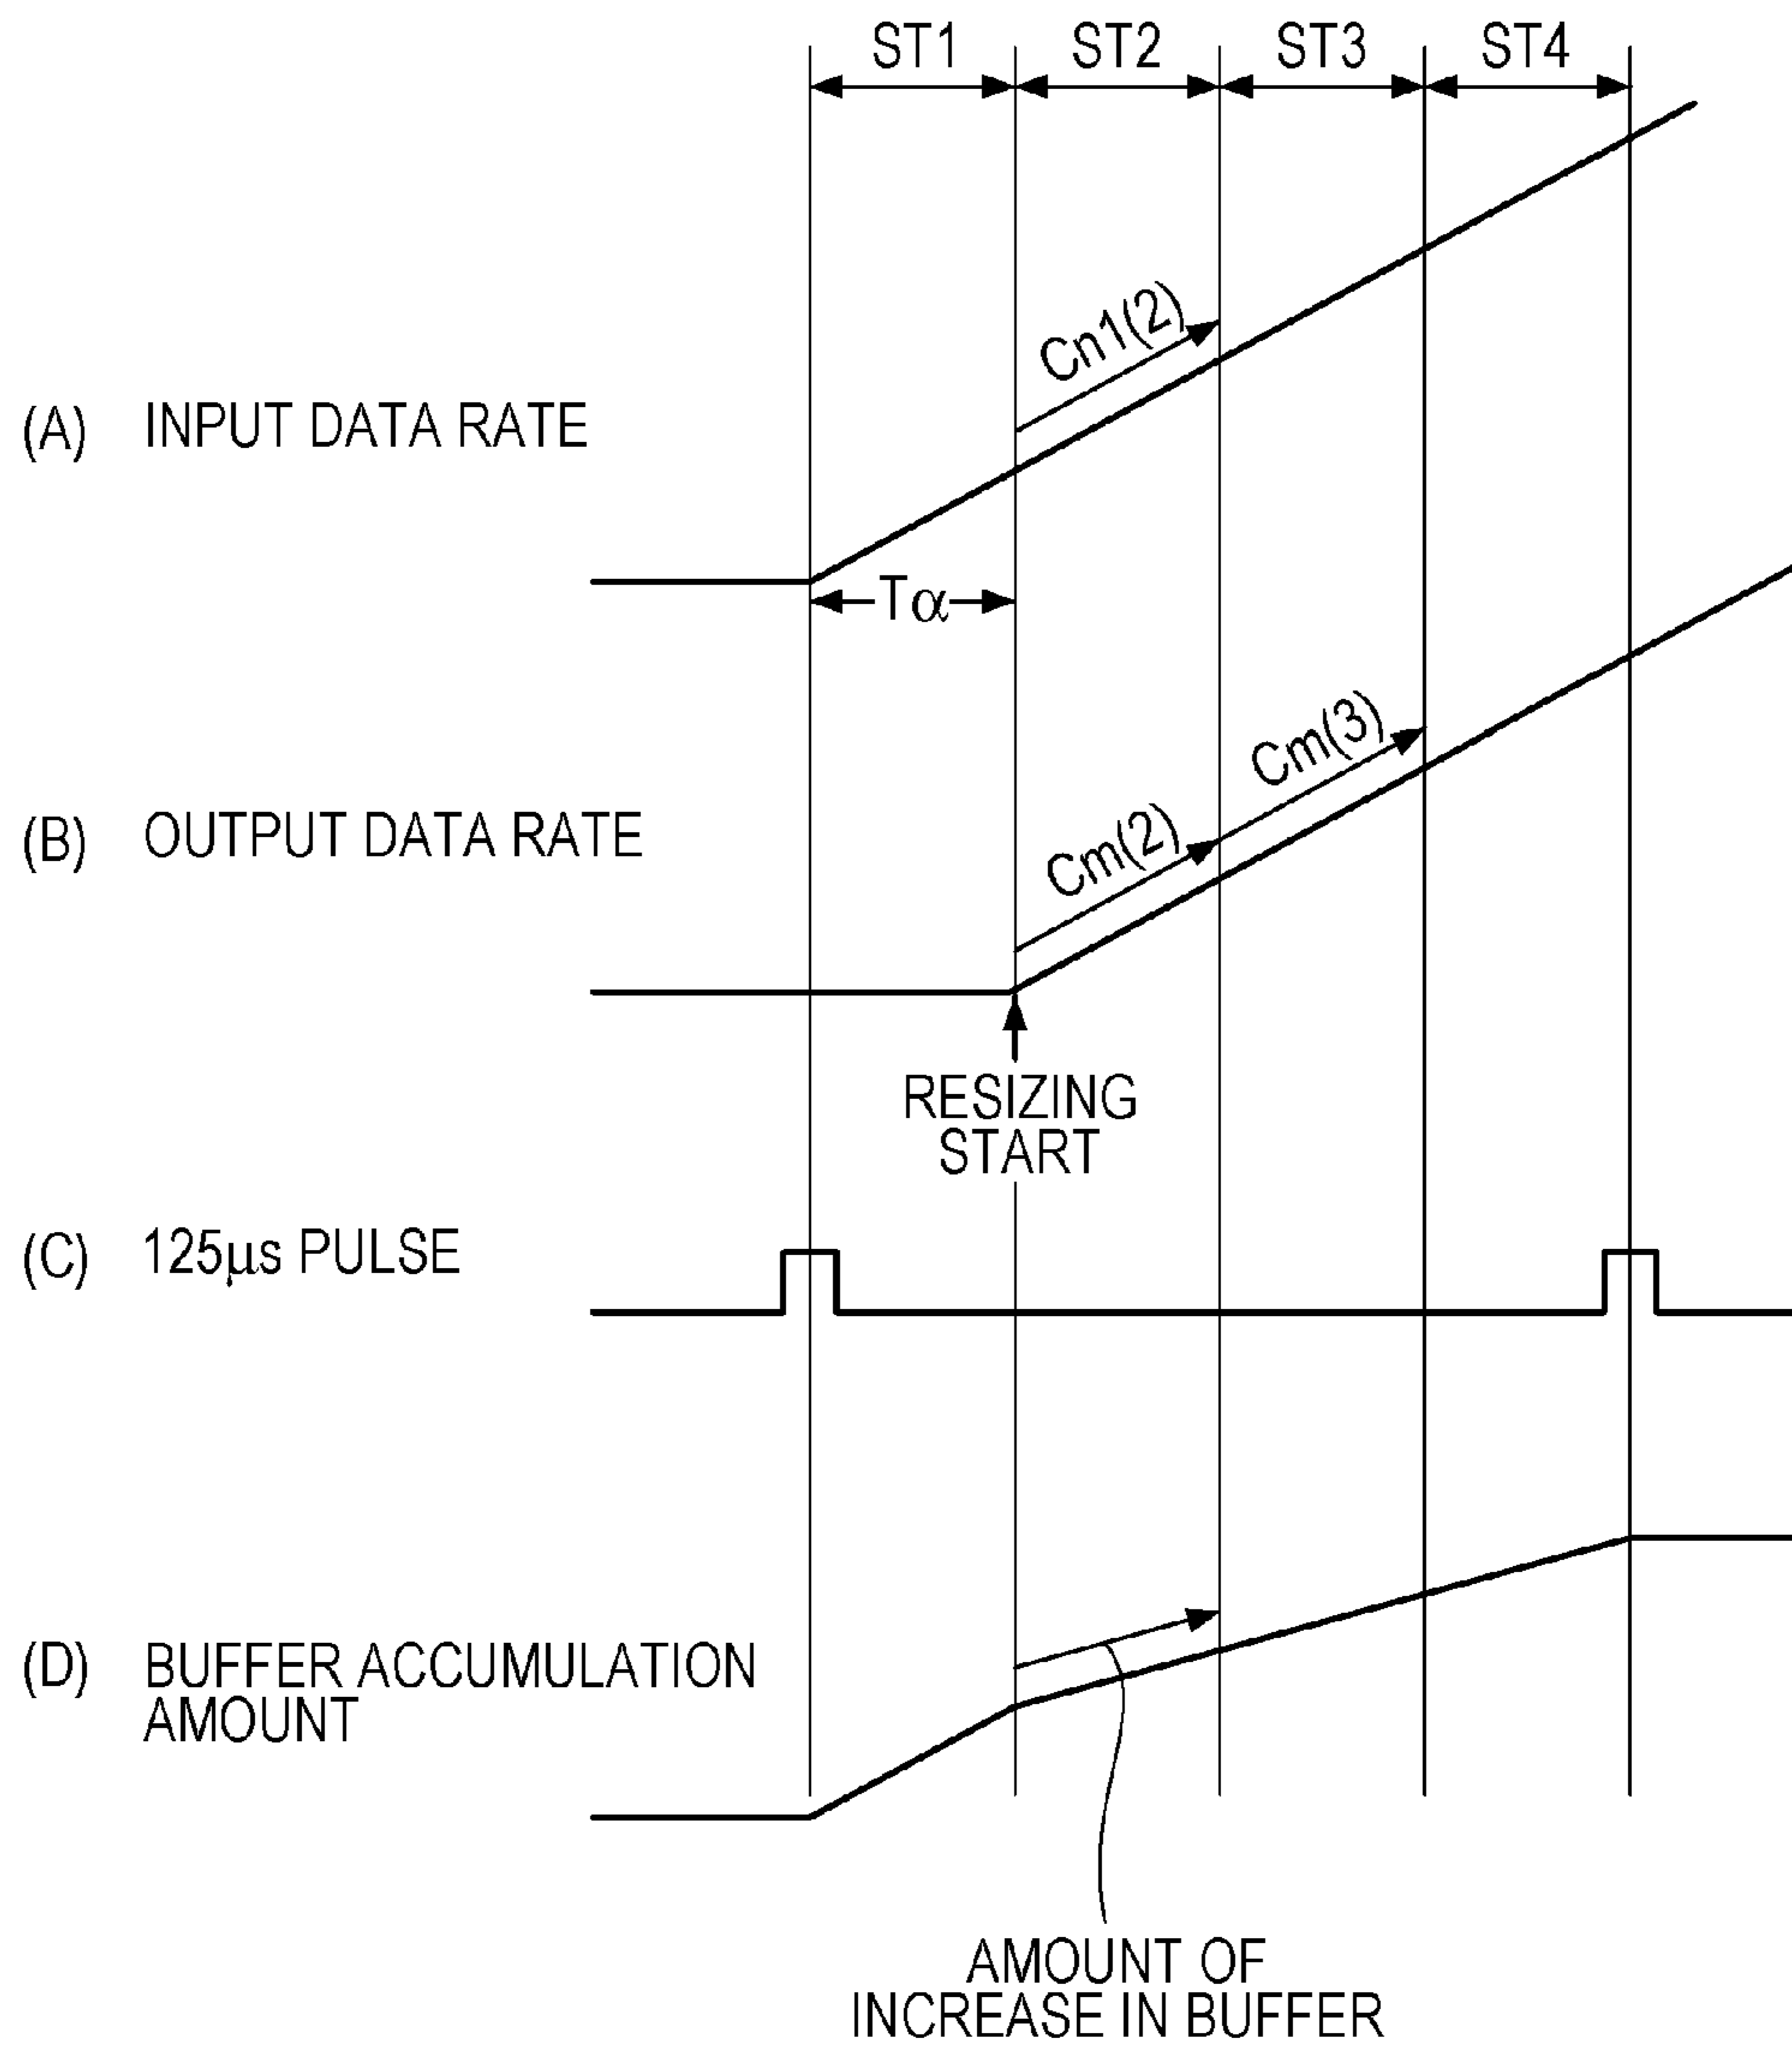 ST1 ST2 ST3 ST4
Cn1(2)
(A) INPUT DATA RATE
Tα
Cm(3)
Cm(2)
(B) OUTPUT DATA RATE
RESIZING
START
(C) 125μs PULSE
(D) BUFFER ACCUMULATION
AMOUNT
AMOUNT OF
INCREASE IN BUFFER